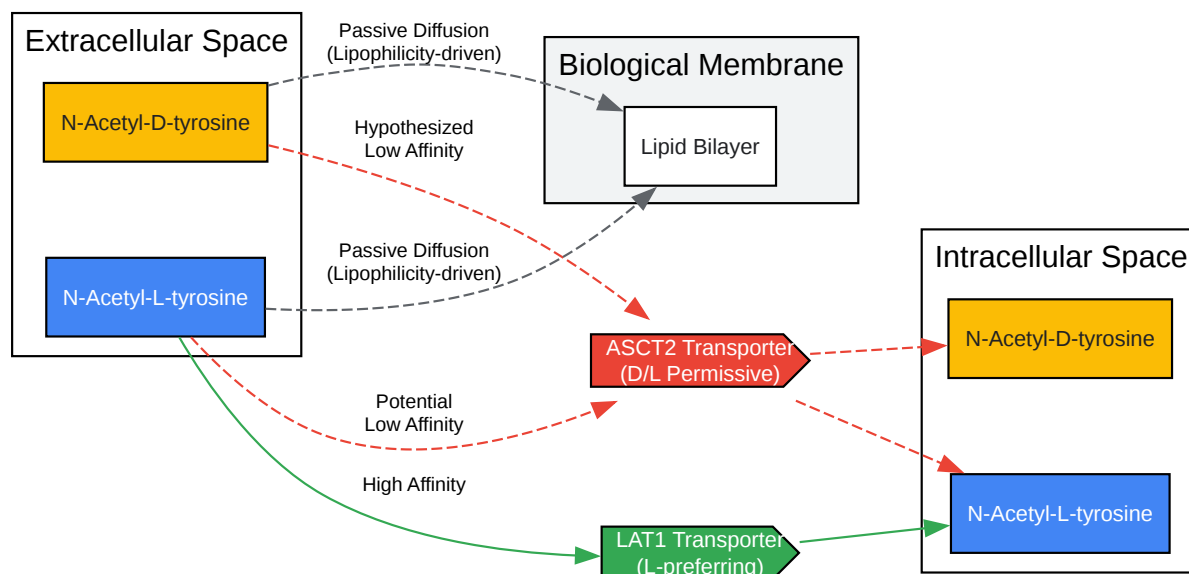 Extracellular Space
N-Acetyl-D-tyrosine
N-Acetyl-L-tyrosine
Passive Diffusion
(Lipophilicity-driven)
Hypothesized
Low Affinity
Passive Diffusion
(Lipophilicity-driven)
Potential
Low Affinity
High Affinity
Biological Membrane
Lipid Bilayer
ASCT2 Transporter
(D/L Permissive)
LAT1 Transporter
(L-preferring)
Intracellular Space
N-Acetyl-D-tyrosine
N-Acetyl-L-tyrosine